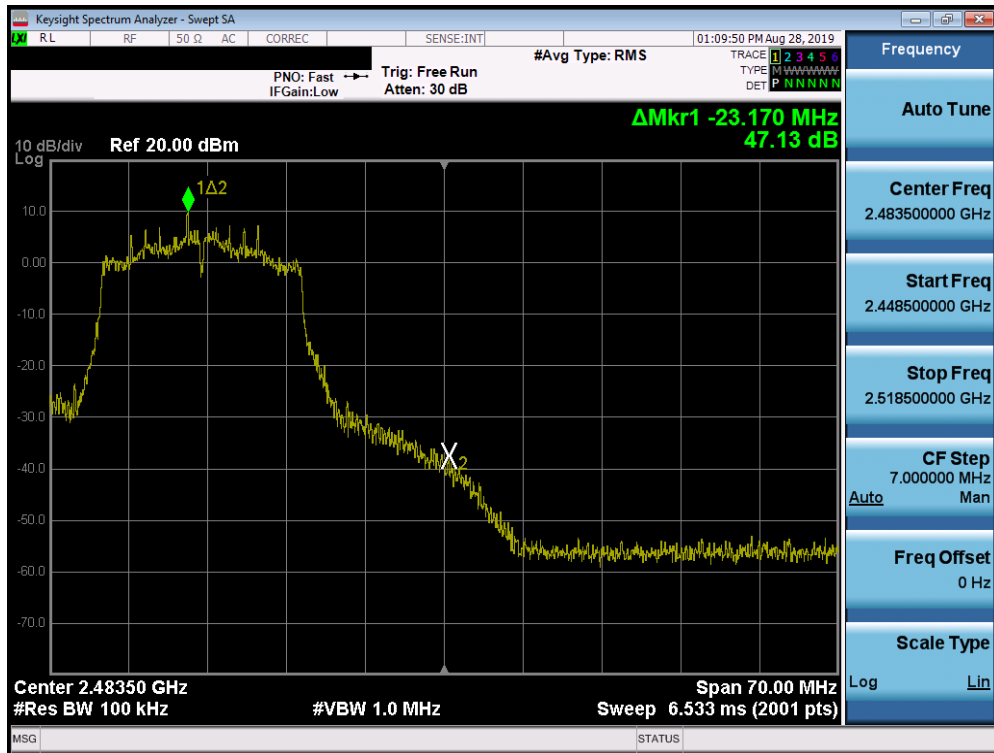 Keysight Spectrum Analyzer - Swept SA
LXI RL RF 50 Ω AC CORREC SENSE:INT 01:09:50 PM Aug 28, 2019
#Avg Type: RMS
TRACE 1 2 3 4 5 6
PNO: Fast Trig: Free Run
TYPE M W W W W W
IFGain:Low Atten: 30 dB
DET P N N N N N
ΔMkr1 -23.170 MHz
47.13 dB
10 dB/div Ref 20.00 dBm
Log
1Δ2
10.0
0.00
-10.0
-20.0
-30.0
-40.0
X2
-50.0
-60.0
-70.0
Center 2.48350 GHz Span 70.00 MHz
#Res BW 100 kHz #VBW 1.0 MHz Sweep 6.533 ms (2001 pts)
MSG STATUS
Frequency
Auto Tune
Center Freq
2.483500000 GHz
Start Freq
2.448500000 GHz
Stop Freq
2.518500000 GHz
CF Step
7.000000 MHz
Auto Man
Freq Offset
0 Hz
Scale Type
Log Lin